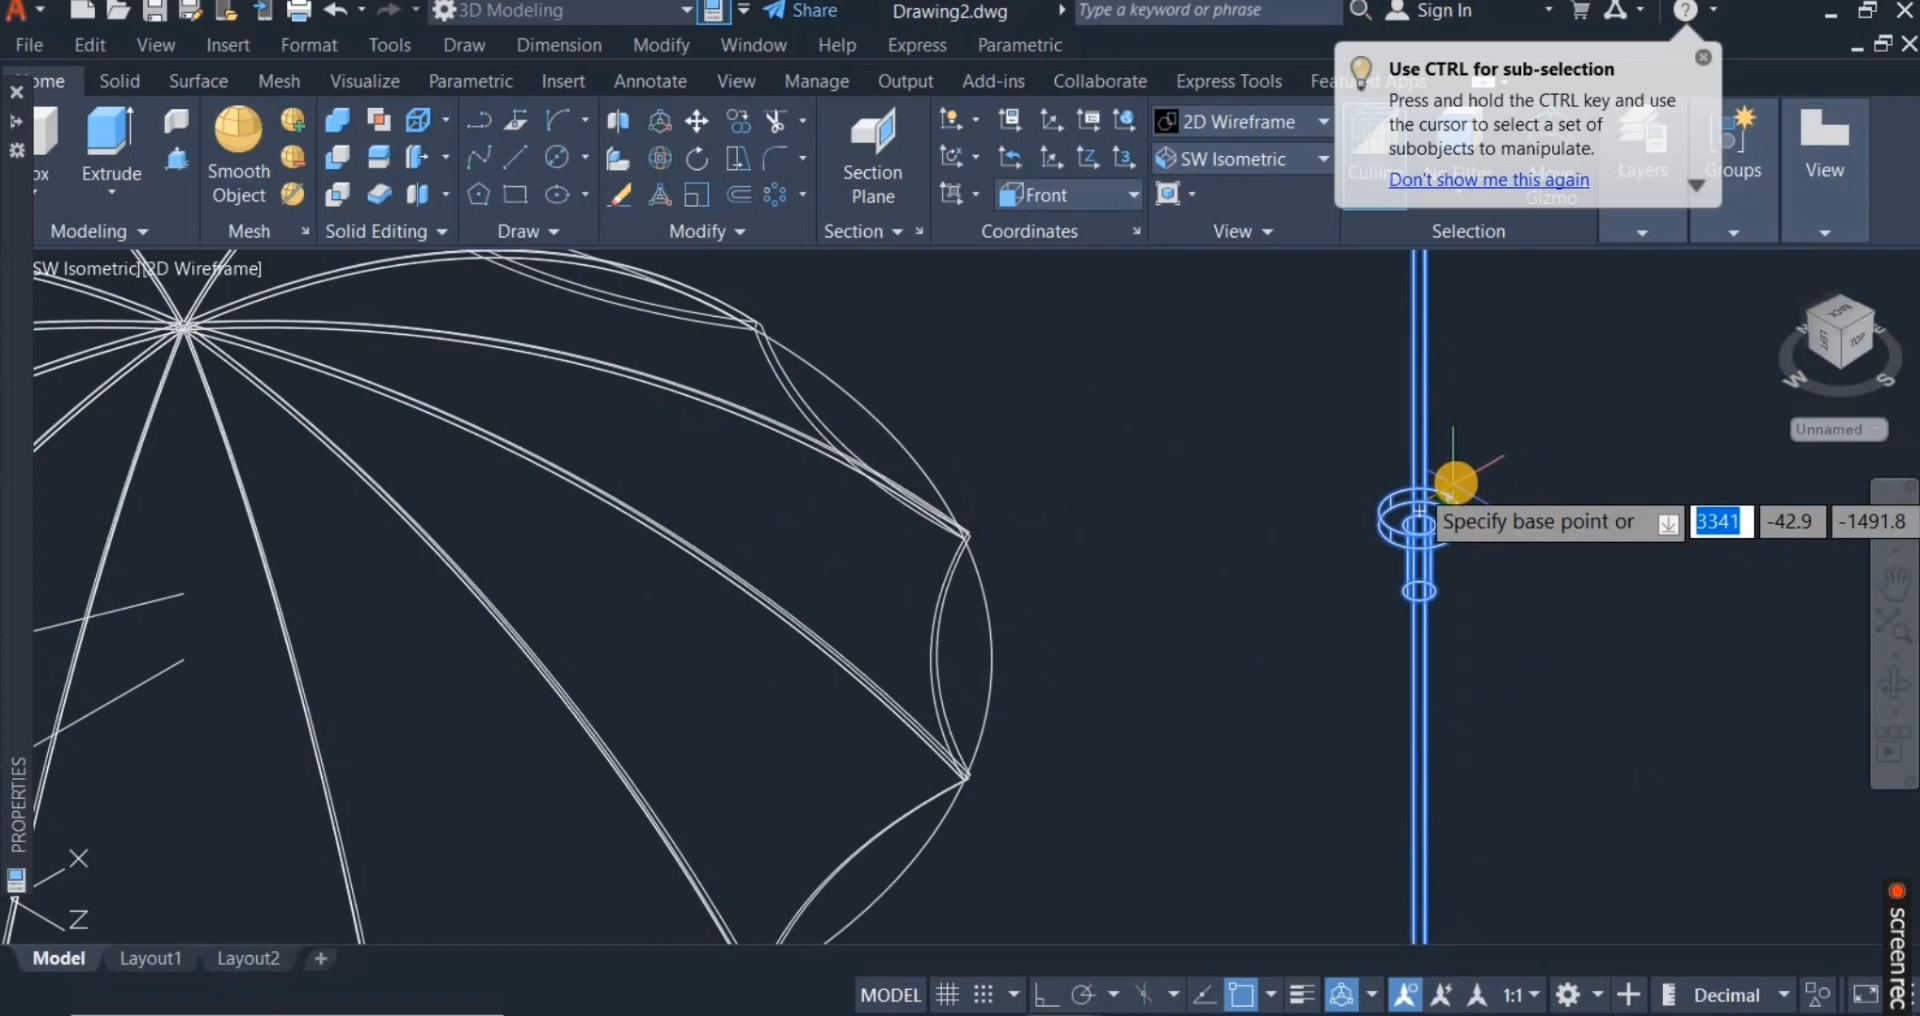 3D Modeling
Share
Drawing2.dwg
Type a keyword or phrase
Sign In
File Edit View Insert Format Tools Draw Dimension Modify Window Help Express Parametric
Solid Surface Mesh Visualize Parametric Insert Annotate View Manage Output Add-ins Collaborate Express Tools
Use CTRL for sub-selection
Press and hold the CTRL key and use
the cursor to select a set of
subobjects to manipulate.
Don't show me this again
Extrude
Smooth
Object
Section
Plane
2D Wireframe
SW Isometric
Front
Culling
Gizmo
Layers
Groups
View
Modeling
Mesh
Solid Editing
Draw
Modify
Section
Coordinates
View
Selection
SW Isometric][2D Wireframe]
BACK
TOP
W
S
E
Unnamed
Specify base point or
3341
-42.9
-1491.8
PROPERTIES
X
Z
Model
Layout1
Layout2
MODEL
1:1
Decimal
screenrec